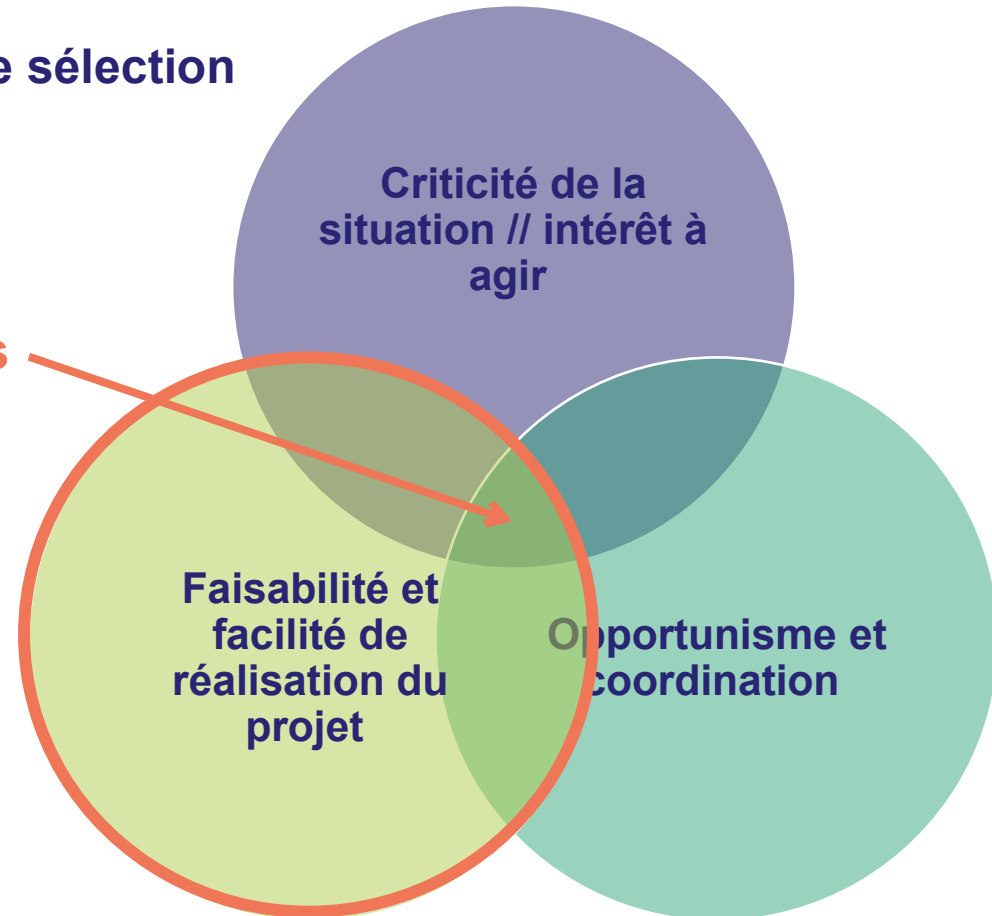 e sélection
Criticité de la
situation // intérêt à
agir
s
Faisabilité et
facilité de
réalisation du
projet
Opportunisme et
coordination